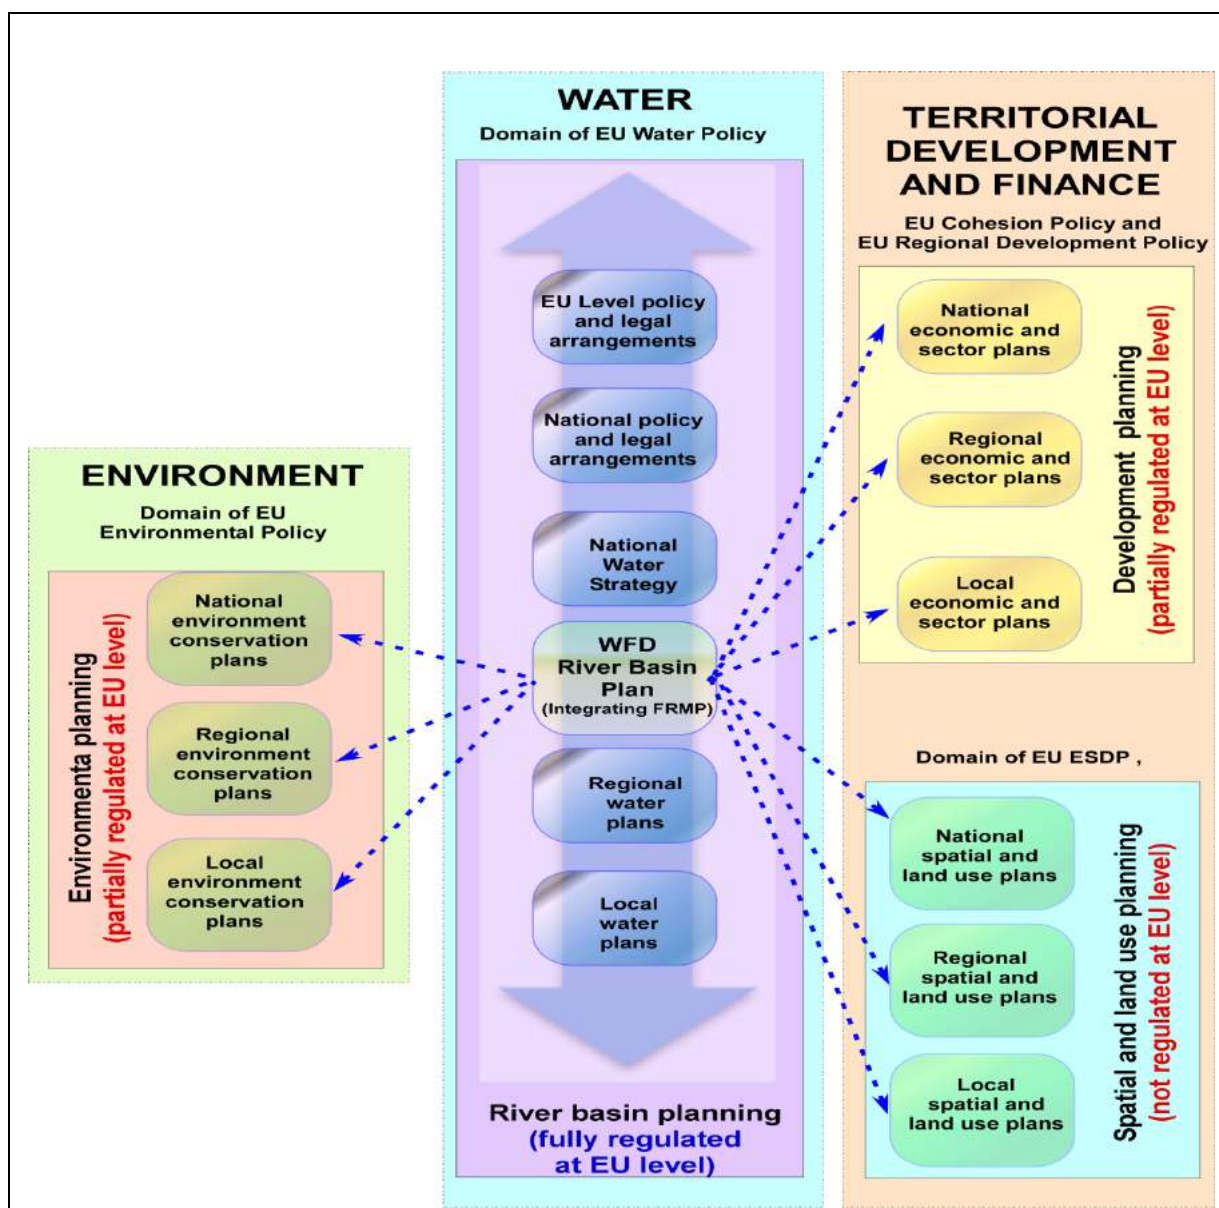 WATER
Domain of EU Water Policy
EU Level policy
and legal
arrangements
National policy
and legal
arrangements
National
Water
Strategy
WFD
River Basin
Plan
(Integrating FRMP)
Regional
water
plans
Local
water
plans
River basin planning
(fully regulated
at EU level)
ENVIRONMENT
Domain of EU
Environmental Policy
Environmenta planning
(partially regulated at EU level)
National
environment
conservation
plans
Regional
environment
conservation
plans
Local
environment
conservation
plans
TERRITORIAL
DEVELOPMENT
AND FINANCE
EU Cohesion Policy and
EU Regional Development Policy
National
economic and
sector plans
Regional
economic and
sector plans
Local
economic and
sector plans
Development planning
(partially regulated at EU level)
Domain of EU ESDP ,
National
spatial and
land use plans
Regional
spatial and
land use plans
Local
spatial and
land use plans
Spatial and land use planning
(not regulated at EU level)